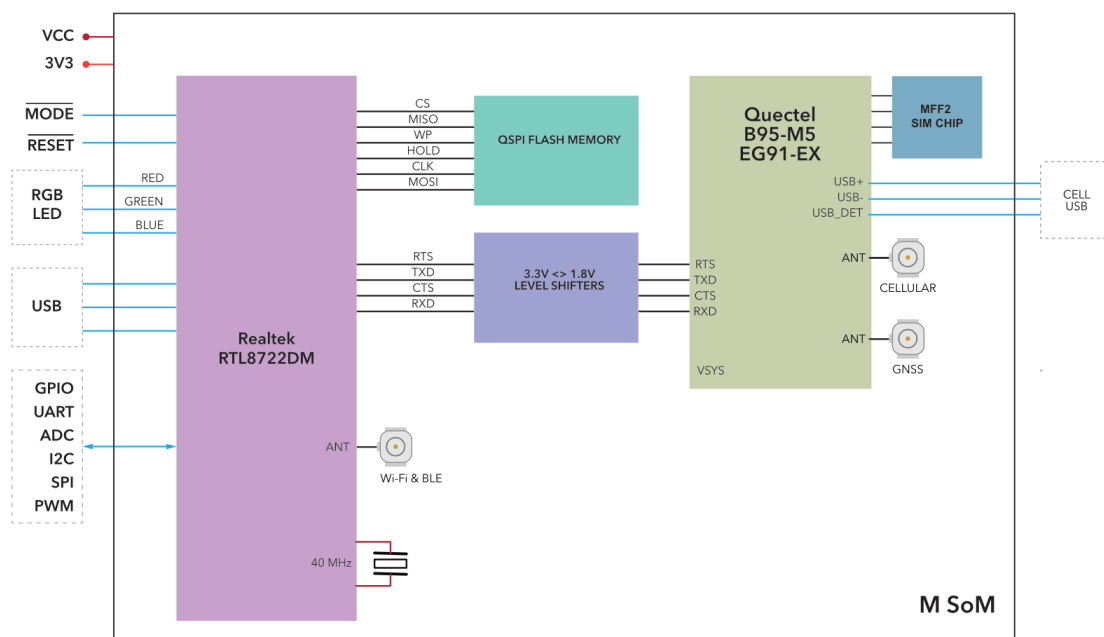 VCC
3V3
MODE
RESET
RGB
LED
RED
GREEN
BLUE
USB
GPIO
UART
ADC
I2C
SPI
PWM
Realtek
RTL8722DM
CS
MISO
WP
HOLD
CLK
MOSI
QSPI FLASH MEMORY
RTS
TXD
CTS
RXD
3.3V <> 1.8V
LEVEL SHIFTERS
RTS
TXD
CTS
RXD
ANT
Wi-Fi & BLE
40 MHz
Quectel
B95-M5
EG91-EX
MFF2
SIM CHIP
USB+
USB-
USB_DET
CELL
USB
ANT
CELLULAR
ANT
GNSS
VSYS
M SoM